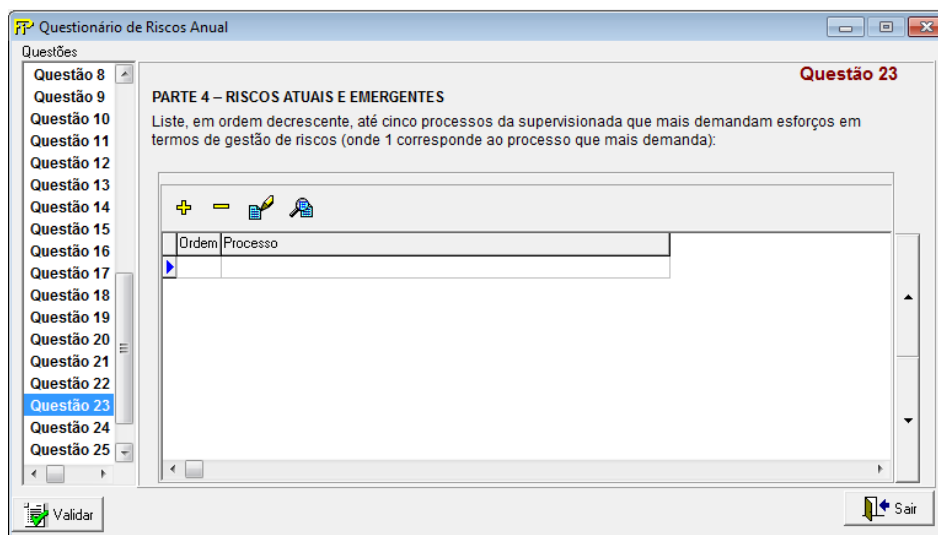 FP Questionário de Riscos Anual
Questões
Questão 8
Questão 9
Questão 10
Questão 11
Questão 12
Questão 13
Questão 14
Questão 15
Questão 16
Questão 17
Questão 18
Questão 19
Questão 20
Questão 21
Questão 22
Questão 23
Questão 24
Questão 25
Questão 23
PARTE 4 – RISCOS ATUAIS E EMERGENTES
Liste, em ordem decrescente, até cinco processos da supervisionada que mais demandam esforços em
termos de gestão de riscos (onde 1 corresponde ao processo que mais demanda):
Ordem Processo
Validar
Sair